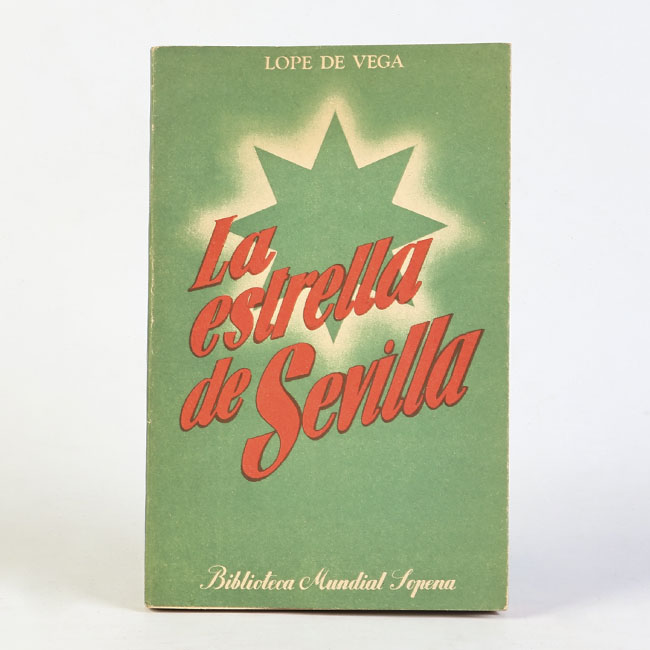 LOPE DE VEGA
La
estrella
de Sevilla
Biblioteca Mundial Sopena